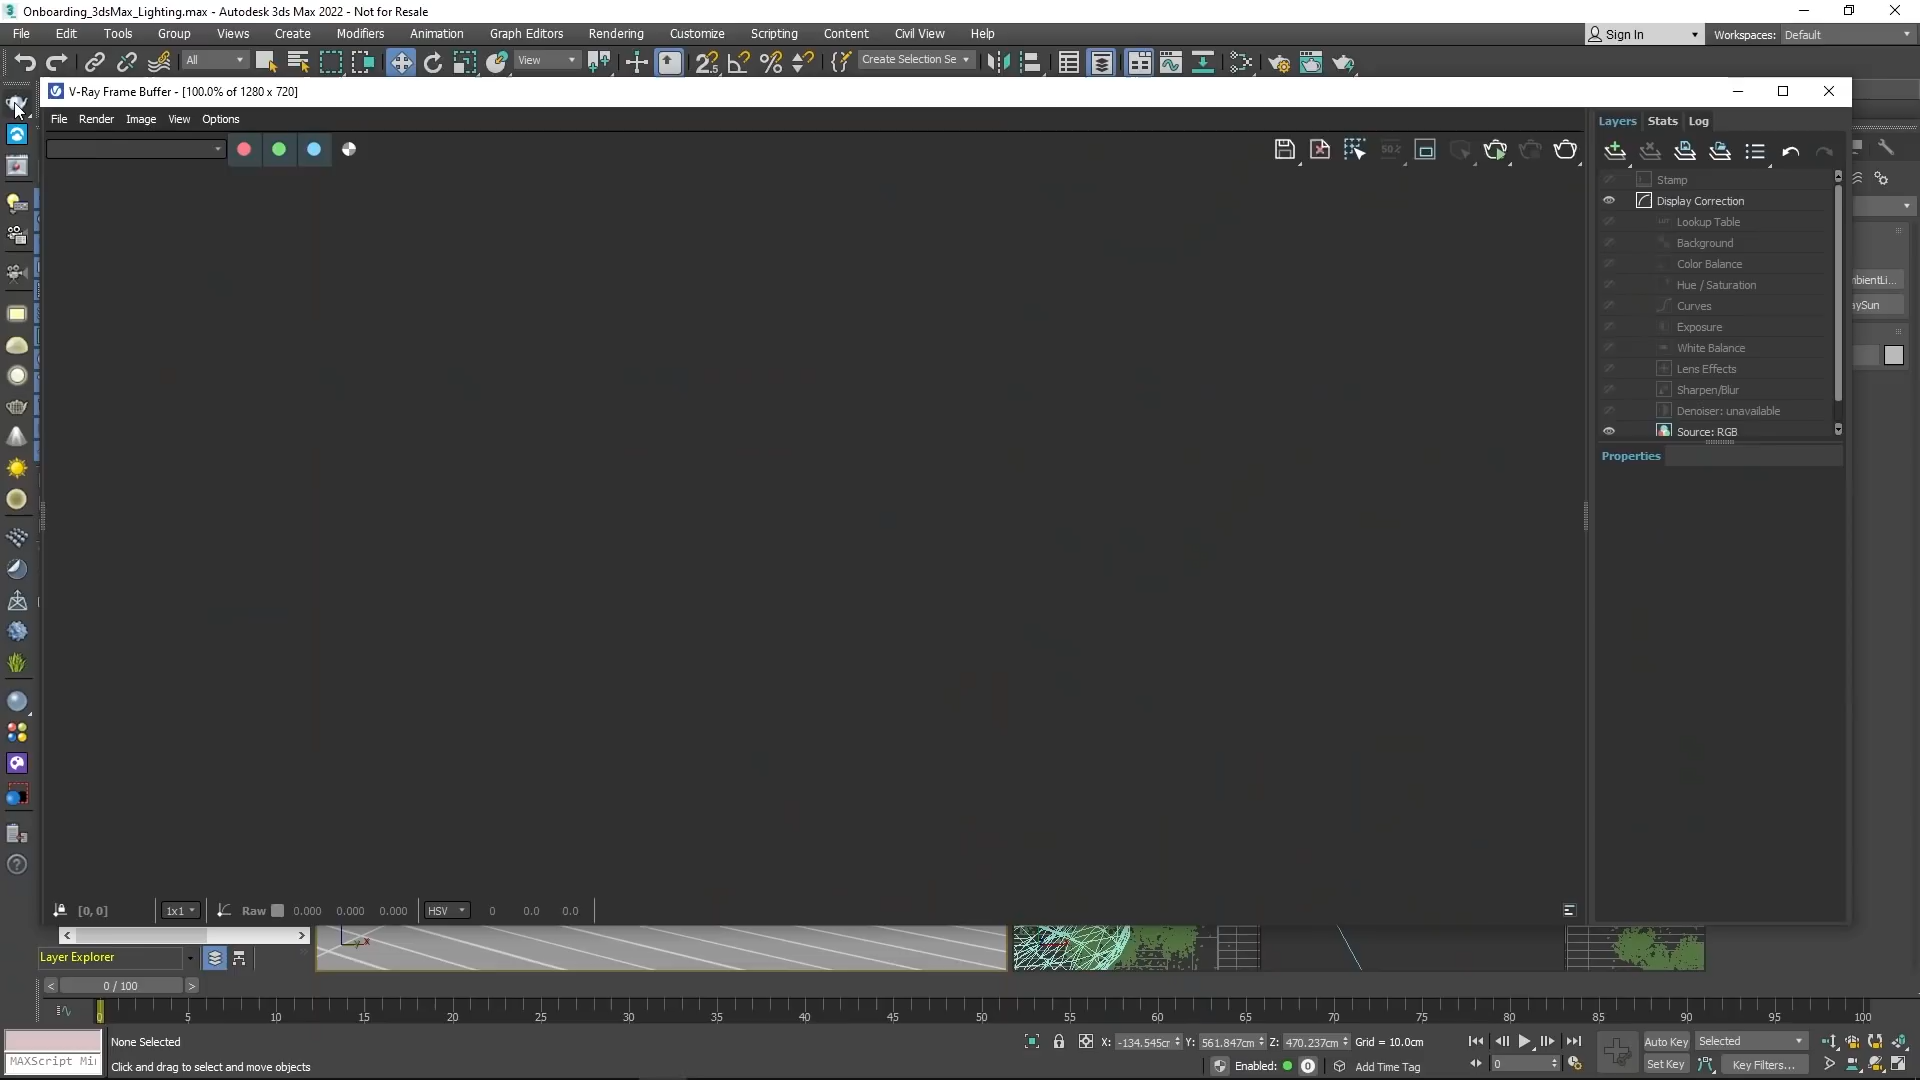 Onboarding_3dsMax_Lighting.max - Autodesk 3ds Max 2022 - Not for Resale
File Edit Tools Group Views Create Modifiers Animation Graph Editors Rendering Customize Scripting Content Civil View Help
Sign In Workspaces: Default
All View Create Selection Se
V-Ray Frame Buffer - [100.0% of 1280 x 720]
File Render Image View Options
Layers Stats Log
Stamp
Display Correction
Lookup Table
Background
Color Balance
Hue / Saturation
Curves
Exposure
White Balance
Lens Effects
Sharpen/Blur
Denoiser: unavailable
Source: RGB
Properties
mbientLi...
aySun
[0, 0] 1x1 Raw 0.000 0.000 0.000 HSV 0 0.0 0.0
Layer Explorer
0 / 100
0 5 10 15 20 25 30 35 40 45 50 55 60 65 70 75 80 85 90 95 100
None Selected
X: -134.545cm Y: 561.847cm Z: 470.237cm Grid = 10.0cm
Auto Key Selected
MAXScript Mi
Click and drag to select and move objects
Enabled: 0 Add Time Tag
0
Set Key Key Filters...